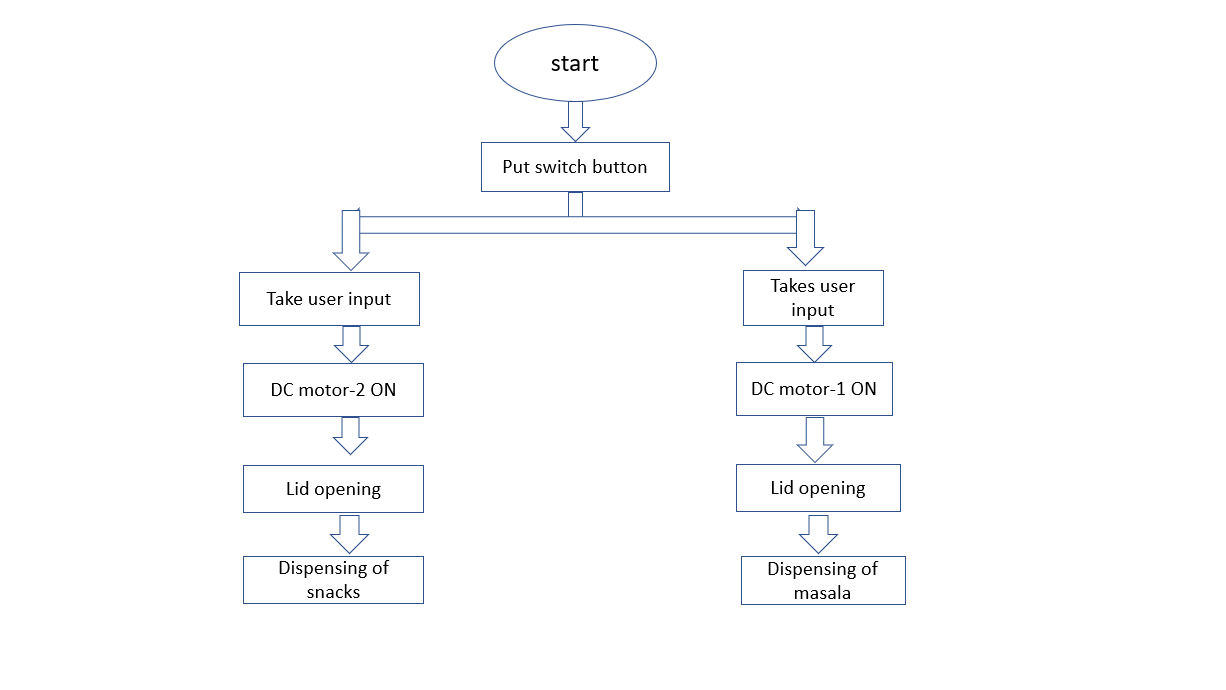 start
Put switch button
Take user input
Takes user
input
DC motor-2 ON
DC motor-1 ON
Lid opening
Lid opening
Dispensing of
snacks
Dispensing of
masala